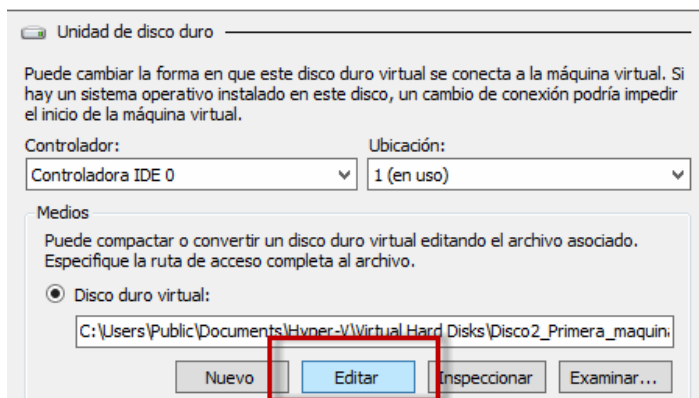 Unidad de disco duro
Puede cambiar la forma en que este disco duro virtual se conecta a la máquina virtual. Si
hay un sistema operativo instalado en este disco, un cambio de conexión podría impedir
el inicio de la máquina virtual.
Controlador: Ubicación:
Controladora IDE 0 1 (en uso)
Medios
Puede compactar o convertir un disco duro virtual editando el archivo asociado.
Especifique la ruta de acceso completa al archivo.
Disco duro virtual:
C:\Users\Public\Documents\Hyper-V\Virtual Hard Disks\Disco2_Primera_maquina
Nuevo Editar Inspeccionar Examinar...